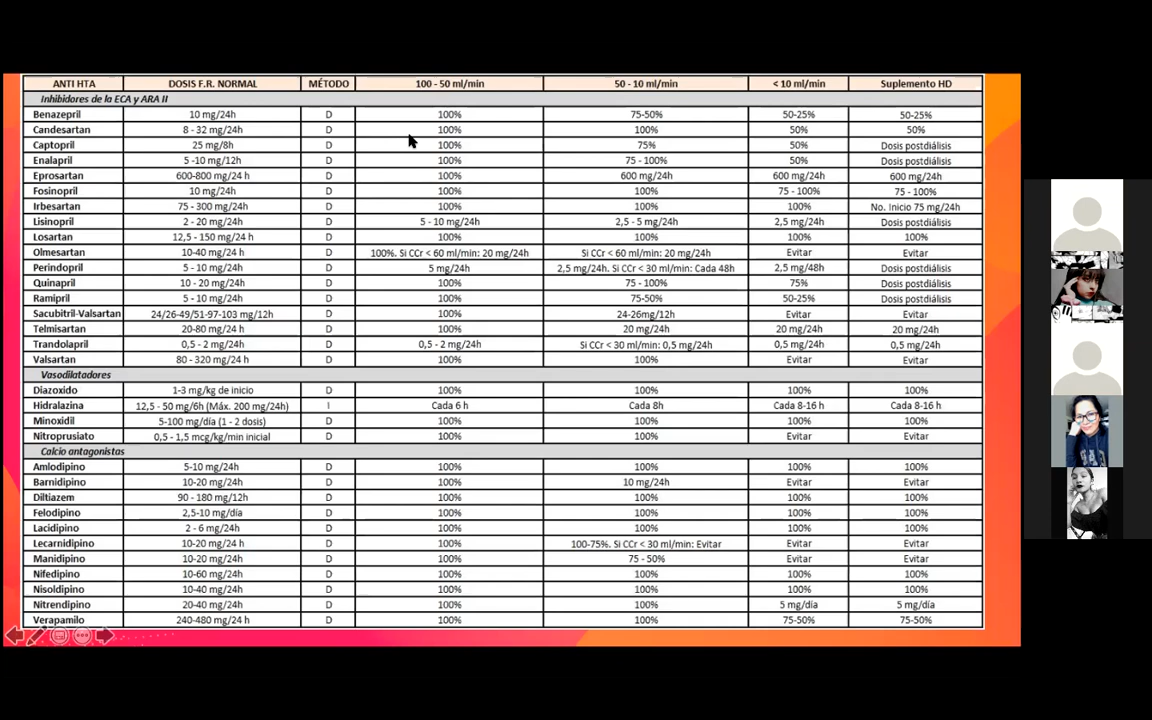 ANTI HTA DOSIS F.R. NORMAL MÉTODO 100 - 50 ml/min 50 - 10 ml/min < 10 ml/min Suplemento HD
Inhibidores de la ECA y ARA II
Benazepril 10 mg/24h D 100% 75-50% 50-25% 50-25%
Candesartan 8 - 32 mg/24h D 100% 100% 50% 50%
Captopril 25 mg/8h D 100% 75% 50% Dosis postdiálisis
Enalapril 5 -10 mg/12h D 100% 75 - 100% 50% Dosis postdiálisis
Eprosartan 600-800 mg/24 h D 100% 600 mg/24h 600 mg/24h 600 mg/24h
Fosinopril 10 mg/24h D 100% 100% 75 - 100% 75 - 100%
Irbesartan 75 - 300 mg/24h D 100% 100% 100% No. Inicio 75 mg/24h
Lisinopril 2 - 20 mg/24h D 5 - 10 mg/24h 2,5 - 5 mg/24h 2,5 mg/24h Dosis postdiálisis
Losartan 12,5 - 150 mg/24 h D 100% 100% 100% 100%
Olmesartan 10-40 mg/24 h D 100%. Si CCr < 60 ml/min: 20 mg/24h Si CCr < 60 ml/min: 20 mg/24h Evitar Evitar
Perindopril 5 - 10 mg/24h D 5 mg/24h 2,5 mg/24h. Si CCr < 30 ml/min: Cada 48h 2,5 mg/48h Dosis postdiálisis
Quinapril 10 - 20 mg/24h D 100% 75 - 100% 75% Dosis postdiálisis
Ramipril 5 - 10 mg/24h D 100% 75-50% 50-25% Dosis postdiálisis
Sacubitril-Valsartan 24/26-49/51-97-103 mg/12h D 100% 24-26mg/12h Evitar Evitar
Telmisartan 20-80 mg/24 h D 100% 20 mg/24h 20 mg/24h 20 mg/24h
Trandolapril 0,5 - 2 mg/24h D 0,5 - 2 mg/24h Si CCr < 30 ml/min: 0,5 mg/24h 0,5 mg/24h 0,5 mg/24h
Valsartan 80 - 320 mg/24 h D 100% 100% Evitar Evitar
Vasodilatadores
Diazoxido 1-3 mg/kg de inicio D 100% 100% 100% 100%
Hidralazina 12,5 - 50 mg/6h (Máx. 200 mg/24h) I Cada 6 h Cada 8h Cada 8-16 h Cada 8-16 h
Minoxidil 5-100 mg/día (1 - 2 dosis) D 100% 100% 100% 100%
Nitroprusiato 0,5 - 1,5 mcg/kg/min inicial D 100% 100% Evitar Evitar
Calcio antagonistas
Amlodipino 5-10 mg/24h D 100% 100% 100% 100%
Barnidipino 10-20 mg/24h D 100% 10 mg/24h Evitar Evitar
Diltiazem 90 - 180 mg/12h D 100% 100% 100% 100%
Felodipino 2,5-10 mg/día D 100% 100% 100% 100%
Lacidipino 2 - 6 mg/24h D 100% 100% 100% 100%
Lecarnidipino 10-20 mg/24 h D 100% 100-75%. Si CCr < 30 ml/min: Evitar Evitar Evitar
Manidipino 10-20 mg/24h D 100% 75 - 50% Evitar Evitar
Nifedipino 10-60 mg/24h D 100% 100% 100% 100%
Nisoldipino 10-40 mg/24h D 100% 100% 100% 100%
Nitrendipino 20-40 mg/24h D 100% 100% 5 mg/día 5 mg/día
Verapamilo 240-480 mg/24 h D 100% 100% 75-50% 75-50%